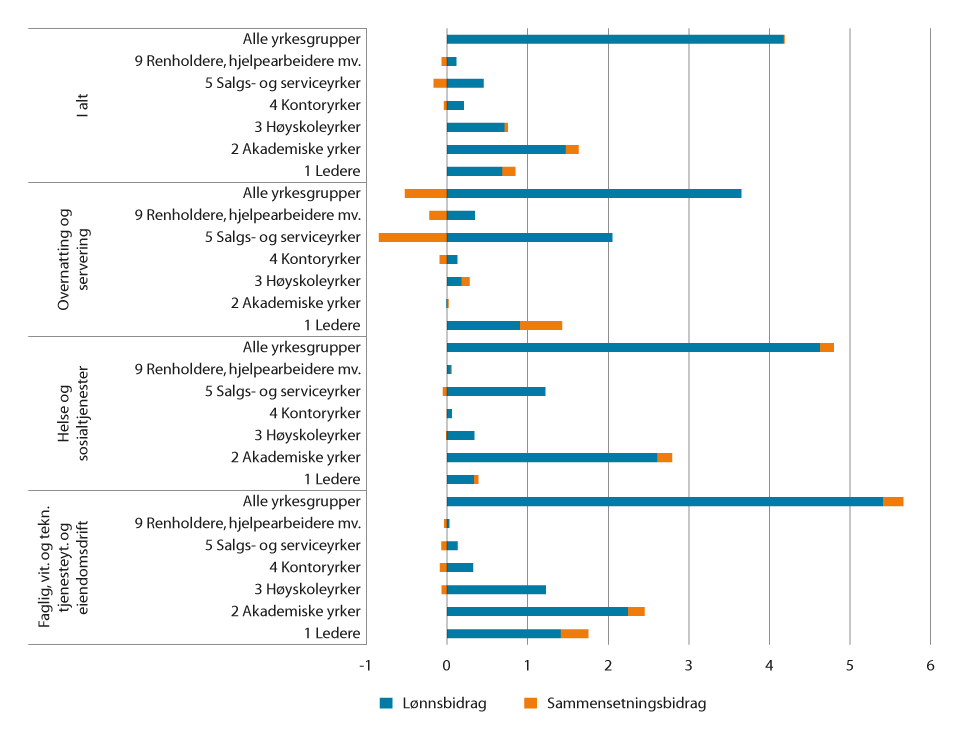 I alt
Alle yrkesgrupper
9 Renholdere, hjelpearbeidere mv.
5 Salgs- og serviceyrker
4 Kontoryrker
3 Høyskoleyrker
2 Akademiske yrker
1 Ledere
Overnatting og
servering
Alle yrkesgrupper
9 Renholdere, hjelpearbeidere mv.
5 Salgs- og serviceyrker
4 Kontoryrker
3 Høyskoleyrker
2 Akademiske yrker
1 Ledere
Helse og
sosialtjenester
Alle yrkesgrupper
9 Renholdere, hjelpearbeidere mv.
5 Salgs- og serviceyrker
4 Kontoryrker
3 Høyskoleyrker
2 Akademiske yrker
1 Ledere
Faglig, vit. og tekn.
tjenesteyt. og
eiendomsdrift
Alle yrkesgrupper
9 Renholdere, hjelpearbeidere mv.
5 Salgs- og serviceyrker
4 Kontoryrker
3 Høyskoleyrker
2 Akademiske yrker
1 Ledere
-1 0 1 2 3 4 5 6
Lønnsbidrag Sammensetningsbidrag